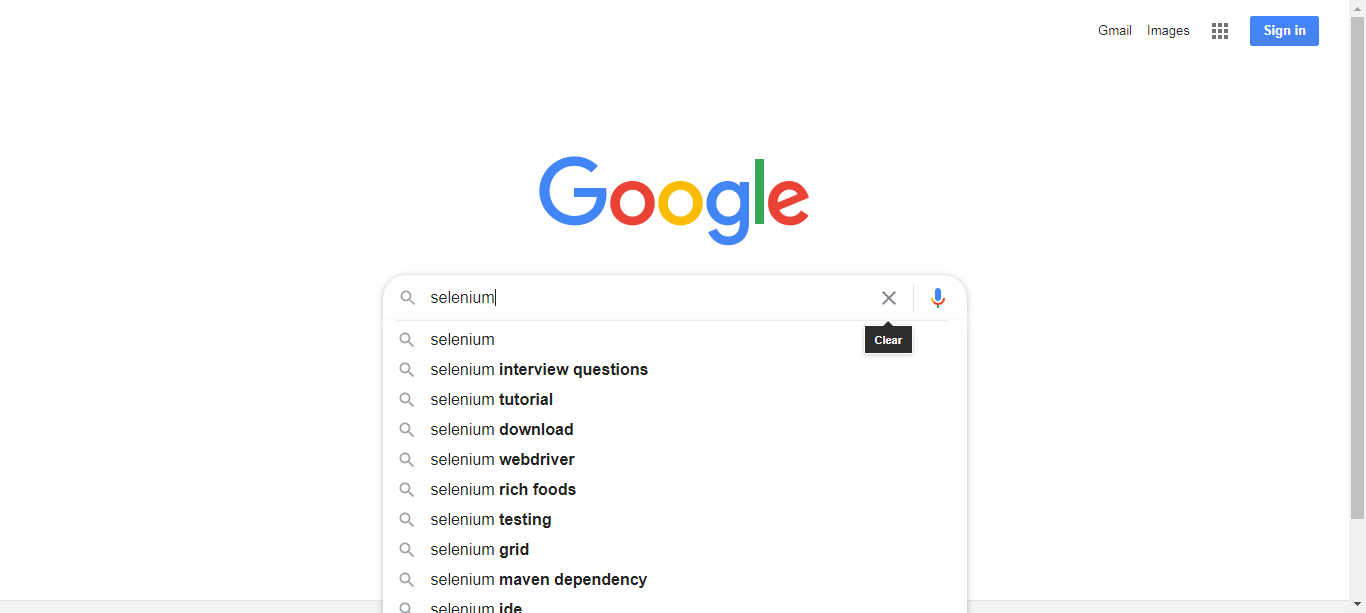 Gmail Images Sign in
Google
selenium
Clear
selenium
selenium interview questions
selenium tutorial
selenium download
selenium webdriver
selenium rich foods
selenium testing
selenium grid
selenium maven dependency
selenium ide